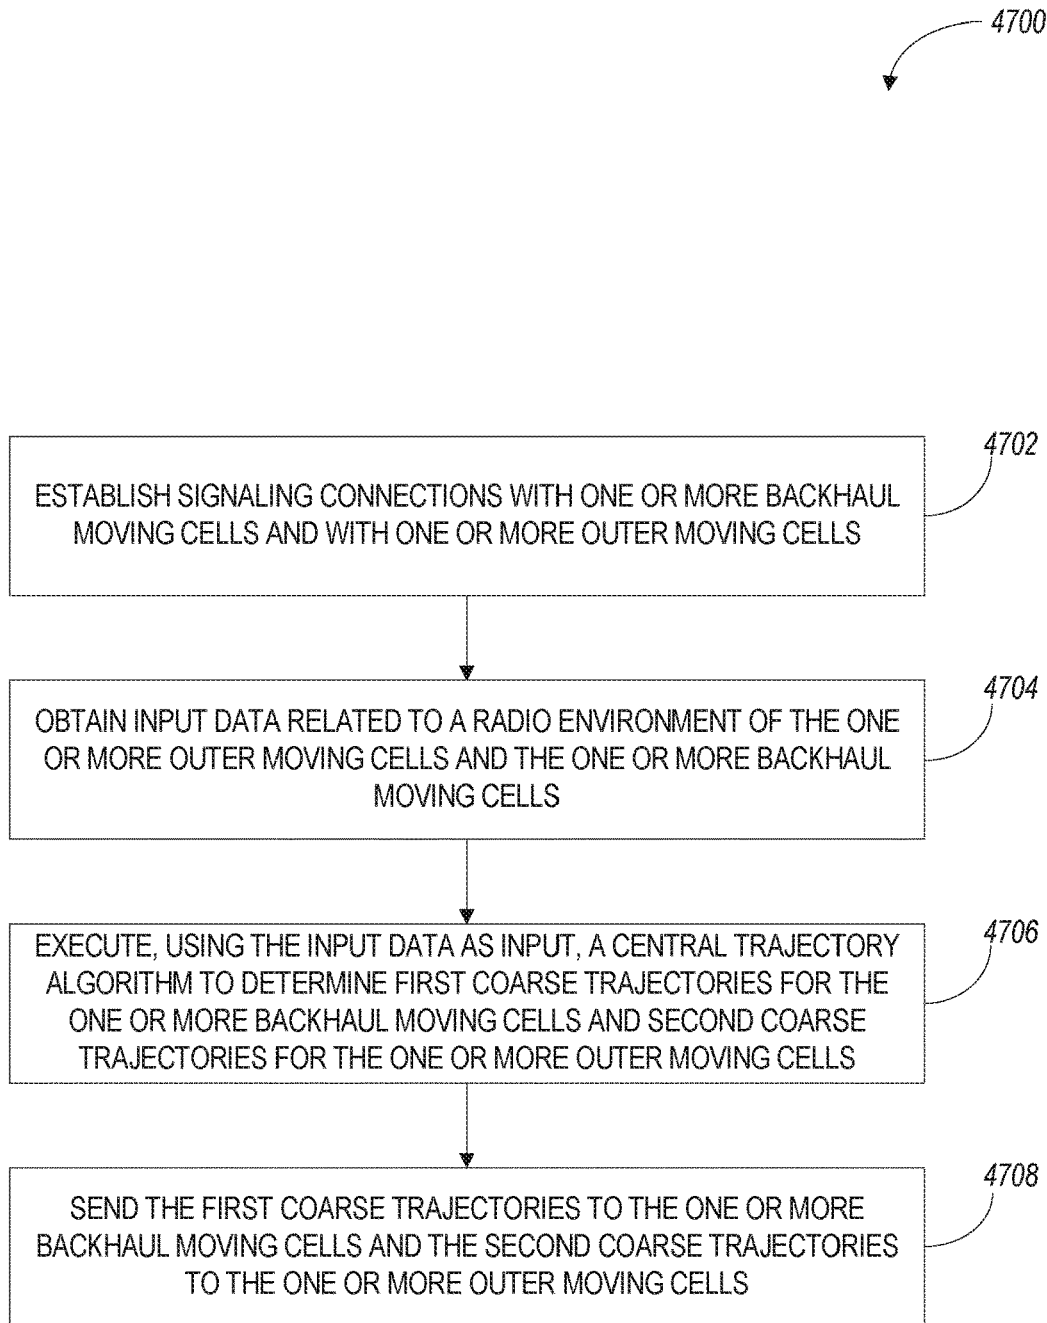 4700
4702
ESTABLISH SIGNALING CONNECTIONS WITH ONE OR MORE BACKHAUL
MOVING CELLS AND WITH ONE OR MORE OUTER MOVING CELLS
4704
OBTAIN INPUT DATA RELATED TO A RADIO ENVIRONMENT OF THE ONE
OR MORE OUTER MOVING CELLS AND THE ONE OR MORE BACKHAUL
MOVING CELLS
4706
EXECUTE, USING THE INPUT DATA AS INPUT, A CENTRAL TRAJECTORY
ALGORITHM TO DETERMINE FIRST COARSE TRAJECTORIES FOR THE
ONE OR MORE BACKHAUL MOVING CELLS AND SECOND COARSE
TRAJECTORIES FOR THE ONE OR MORE OUTER MOVING CELLS
4708
SEND THE FIRST COARSE TRAJECTORIES TO THE ONE OR MORE
BACKHAUL MOVING CELLS AND THE SECOND COARSE TRAJECTORIES
TO THE ONE OR MORE OUTER MOVING CELLS